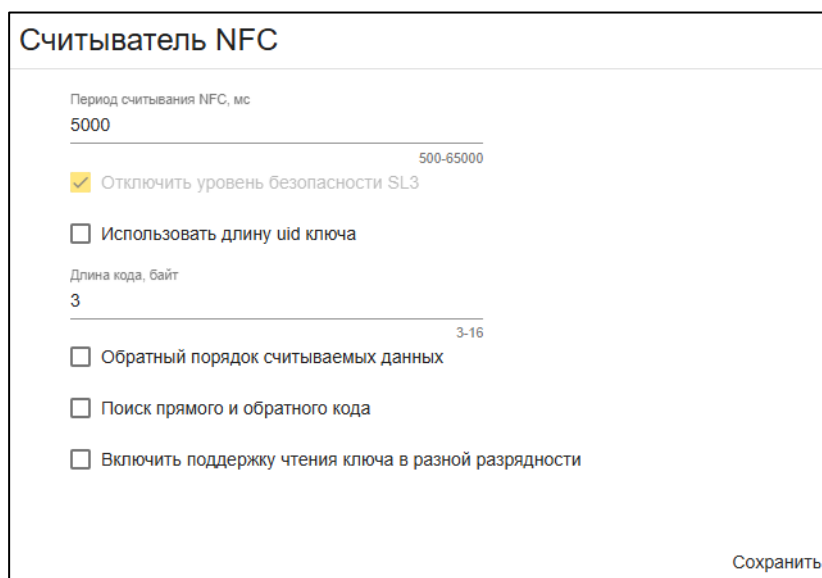 Считыватель NFC
Период считывания NFC, мс
5000
500-65000
Отключить уровень безопасности SL3
Использовать длину uid ключа
Длина кода, байт
3
3-16
Обратный порядок считываемых данных
Поиск прямого и обратного кода
Включить поддержку чтения ключа в разной разрядности
Сохранить